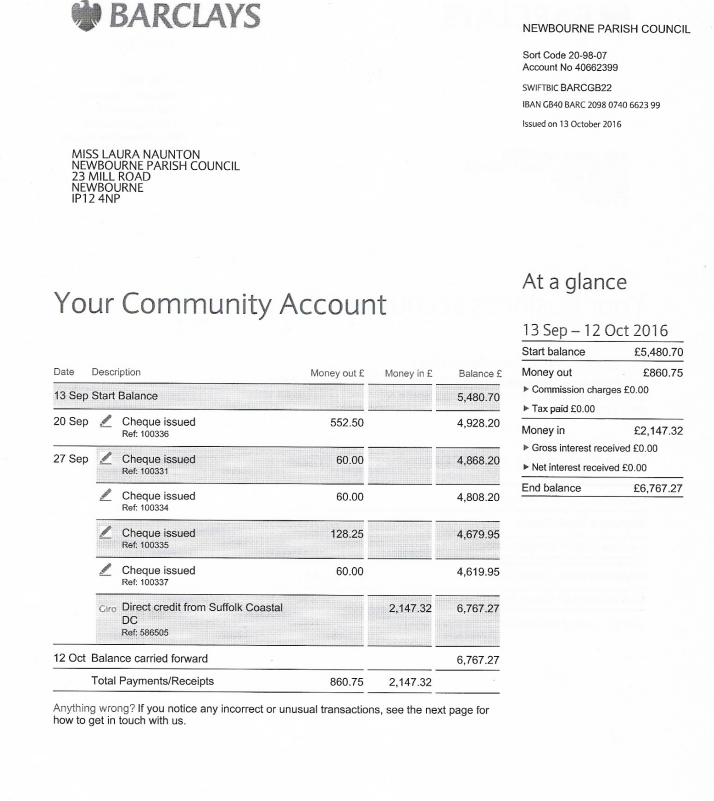 BARCLAYS
NEWBOURNE PARISH COUNCIL
Sort Code 20-98-07
Account No 40662399
SWIFTBIC BARCGB22
IBAN GB40 BARC 2098 0740 6623 99
Issued on 13 October 2016
MISS LAURA NAUNTON
NEWBOURNE PARISH COUNCIL
23 MILL ROAD
NEWBOURNE
IP12 4NP
Your Community Account
Date Description Money out £ Money in £ Balance £
13 Sep Start Balance 5,480.70
20 Sep Cheque issued 552.50 4,928.20
Ref: 100336
27 Sep Cheque issued 60.00 4,868.20
Ref: 100331
Cheque issued 60.00 4,808.20
Ref: 100334
Cheque issued 128.25 4,679.95
Ref: 100335
Cheque issued 60.00 4,619.95
Ref: 100337
Giro Direct credit from Suffolk Coastal 2,147.32 6,767.27
DC
Ref: 586505
12 Oct Balance carried forward 6,767.27
Total Payments/Receipts 860.75 2,147.32
Anything wrong? If you notice any incorrect or unusual transactions, see the next page for
how to get in touch with us.
At a glance
13 Sep – 12 Oct 2016
Start balance £5,480.70
Money out £860.75
▶ Commission charges £0.00
▶ Tax paid £0.00
Money in £2,147.32
▶ Gross interest received £0.00
▶ Net interest received £0.00
End balance £6,767.27